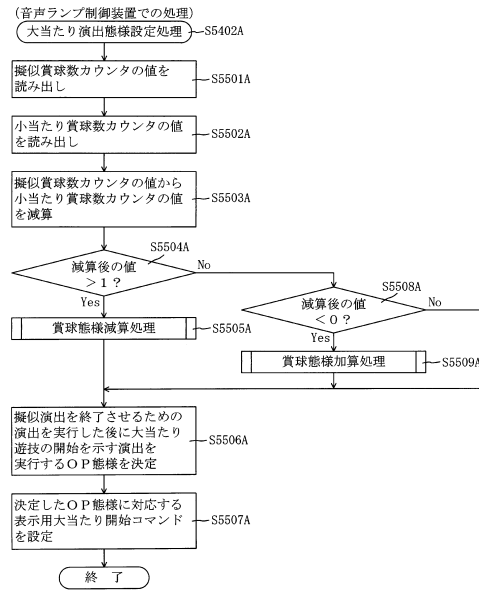 (音声ランプ制御装置での処理)
大当たり演出態様設定処理
S5402A
擬似賞球数カウンタの値を
読み出し
S5501A
小当たり賞球数カウンタの値
を読み出し
S5502A
擬似賞球数カウンタの値から
小当たり賞球数カウンタの値
を減算
S5503A
S5504A
減算後の値
>1?
No
Yes
S5508A
減算後の値
<0?
No
Yes
賞球態様減算処理
S5505A
賞球態様加算処理
S5509A
擬似演出を終了させるための
演出を実行した後に大当たり
遊技の開始を示す演出を
実行するOP態様を決定
S5506A
決定したOP態様に対応する
表示用大当たり開始コマンド
を設定
S5507A
終 了